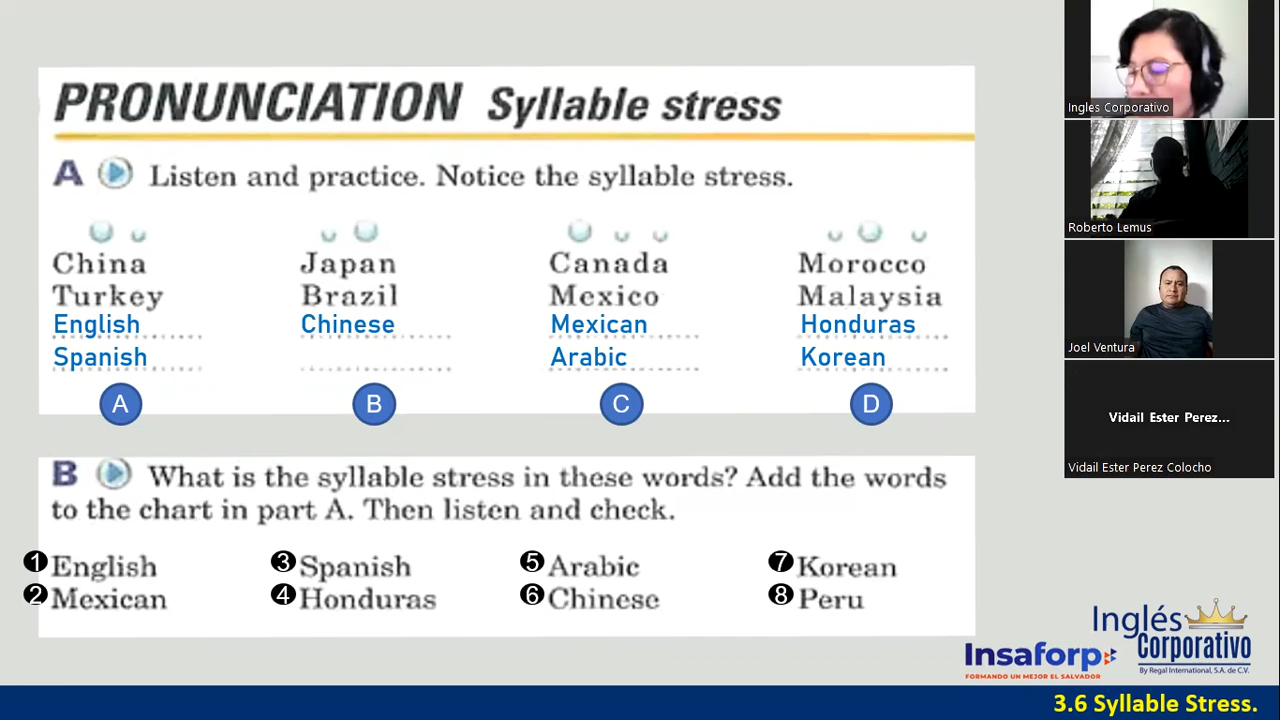 PRONUNCIATION Syllable stress
A Listen and practice. Notice the syllable stress.
China Japan Canada Morocco
Turkey Brazil Mexico Malaysia
English Chinese Mexican Honduras
Spanish Arabic Korean
A B C D
B What is the syllable stress in these words? Add the words
to the chart in part A. Then listen and check.
1 English 3 Spanish 5 Arabic 7 Korean
2 Mexican 4 Honduras 6 Chinese 8 Peru
Ingles Corporativo
Roberto Lemus
Joel Ventura
Vidail Ester Perez...
Vidail Ester Perez Colocho
Inglés
Corporativo
By Regal International, S.A. de C.V.
Insaforp
FORMANDO UN MEJOR EL SALVADOR
3.6 Syllable Stress.